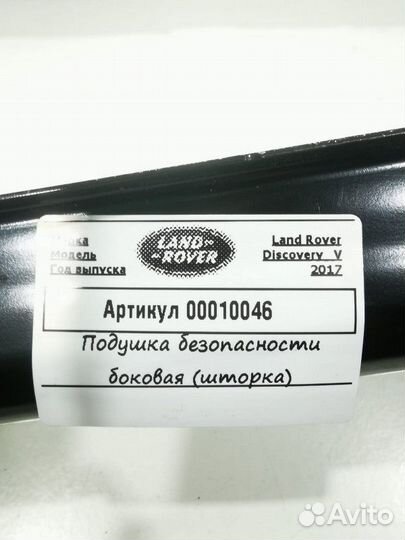 Марка LAND ROVER Land Rover
Модель Discovery V
Год выпуска 2017
Артикул 00010046
Подушка безопасности
боковая (шторка)
Avito